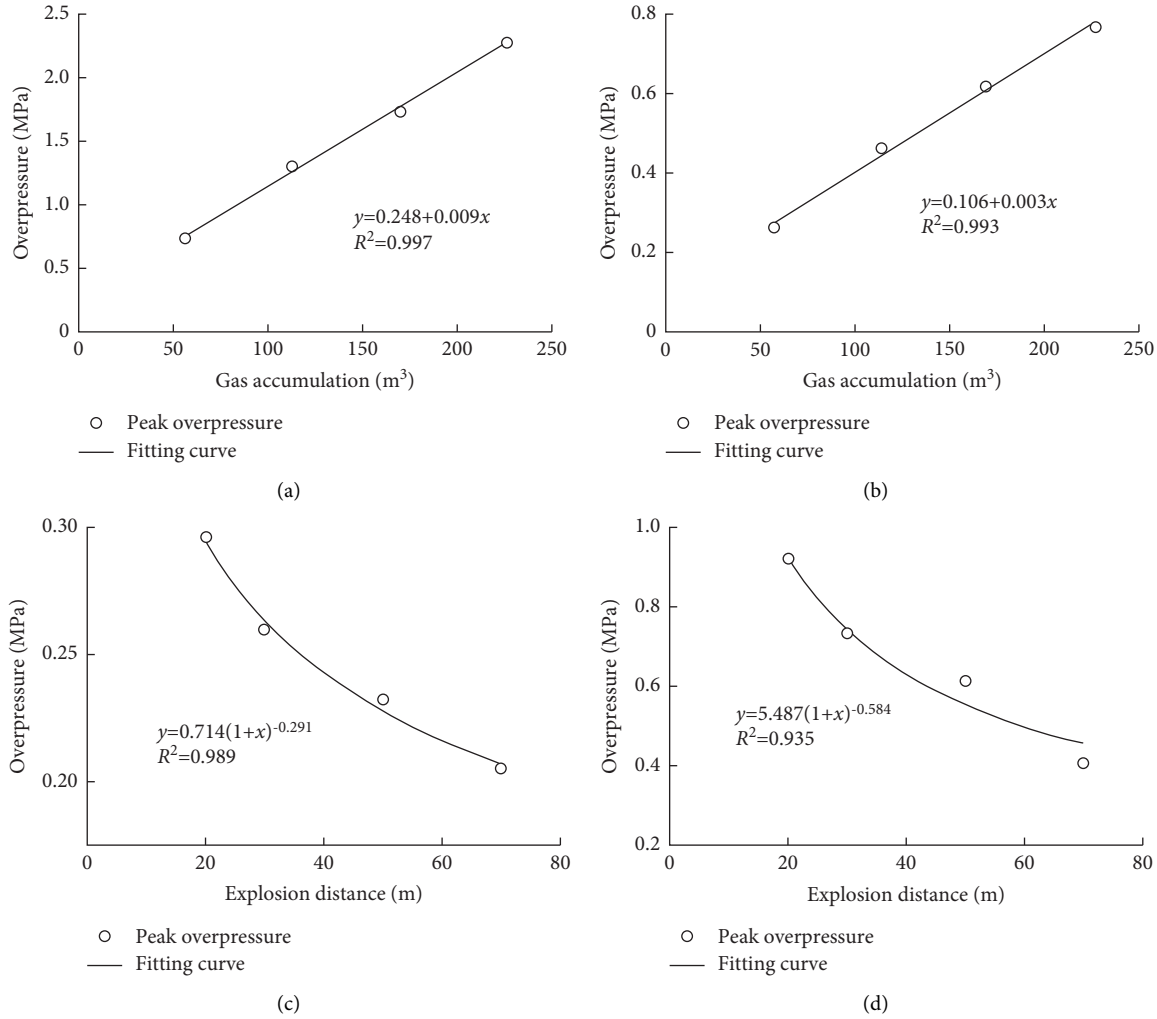 2.5
2.0
1.5
1.0
0.5
0
Overpressure (MPa)
0 50 100 150 200 250
Gas accumulation (m³)
y=0.248+0.009x
R²=0.997
Peak overpressure
Fitting curve
(a)
0.8
0.6
0.4
0.2
0
Overpressure (MPa)
0 50 100 150 200 250
Gas accumulation (m³)
y=0.106+0.003x
R²=0.993
Peak overpressure
Fitting curve
(b)
0.30
0.25
0.20
Overpressure (MPa)
0 20 40 60 80
Explosion distance (m)
y=0.714(1+x)⁻⁰·²⁹¹
R²=0.989
Peak overpressure
Fitting curve
(c)
1.0
0.8
0.6
0.4
0.2
Overpressure (MPa)
0 20 40 60 80
Explosion distance (m)
y=5.487(1+x)⁻⁰·⁵⁸⁴
R²=0.935
Peak overpressure
Fitting curve
(d)